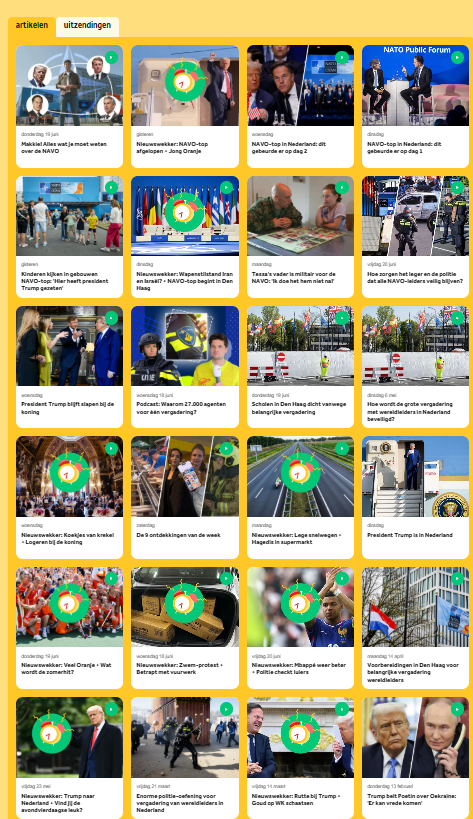 artikelen uitzendingen
NATO Public Forum
donderdag 19 juni
Makkie! Alles wat je moet weten
over de NAVO
gisteren
Nieuwswekker: NAVO-top
afgelopen + Jong Oranje
woensdag
NAVO-top in Nederland: dit
gebeurde er op dag 2
dinsdag
NAVO-top in Nederland: dit
gebeurde er op dag 1
gisteren
Kinderen kijken in gebouwen
NAVO-top: 'Hier heeft president
Trump gezeten'
dinsdag
Nieuwswekker: Wapenstilstand Iran
en Israël? + NAVO-top begint in Den
Haag
maandag
Tessa's vader is militair voor de
NAVO: 'Ik doe het hem niet na!'
vrijdag 20 juni
Hoe zorgen het leger en de politie
dat alle NAVO-leiders veilig blijven?
woensdag
President Trump blijft slapen bij de
koning
woensdag 18 juni
Podcast: Waarom 27.000 agenten
voor één vergadering?
donderdag 19 juni
Scholen in Den Haag dicht vanwege
belangrijke vergadering
dinsdag 6 mei
Hoe wordt de grote vergadering
met wereldleiders in Nederland
beveiligd?
woensdag
Nieuwswekker: Koekjes van krekel
+ Logeren bij de koning
zaterdag
De 9 ontdekkingen van de week
maandag
Nieuwswekker: Lege snelwegen +
Hagedis in supermarkt
dinsdag
President Trump is in Nederland
donderdag 19 juni
Nieuwswekker: Veel Oranje + Wat
wordt de zomerhit?
woensdag 18 juni
Nieuwswekker: Zwem-protest +
Betrapt met vuurwerk
vrijdag 20 juni
Nieuwswekker: Mbappé weer beter
+ Politie checkt luiers
maandag 14 april
Voorbereidingen in Den Haag voor
belangrijke vergadering
wereldleiders
vrijdag 23 mei
Nieuwswekker: Trump naar
Nederland + Vind jij de
avondvierdaagse leuk?
vrijdag 21 maart
Enorme politie-oefening voor
vergadering van wereldleiders in
Nederland
vrijdag 14 maart
Nieuwswekker: Rutte bij Trump +
Goud op WK schaatsen
donderdag 13 februari
Trump belt Poetin over Oekraïne:
'Er kan vrede komen'